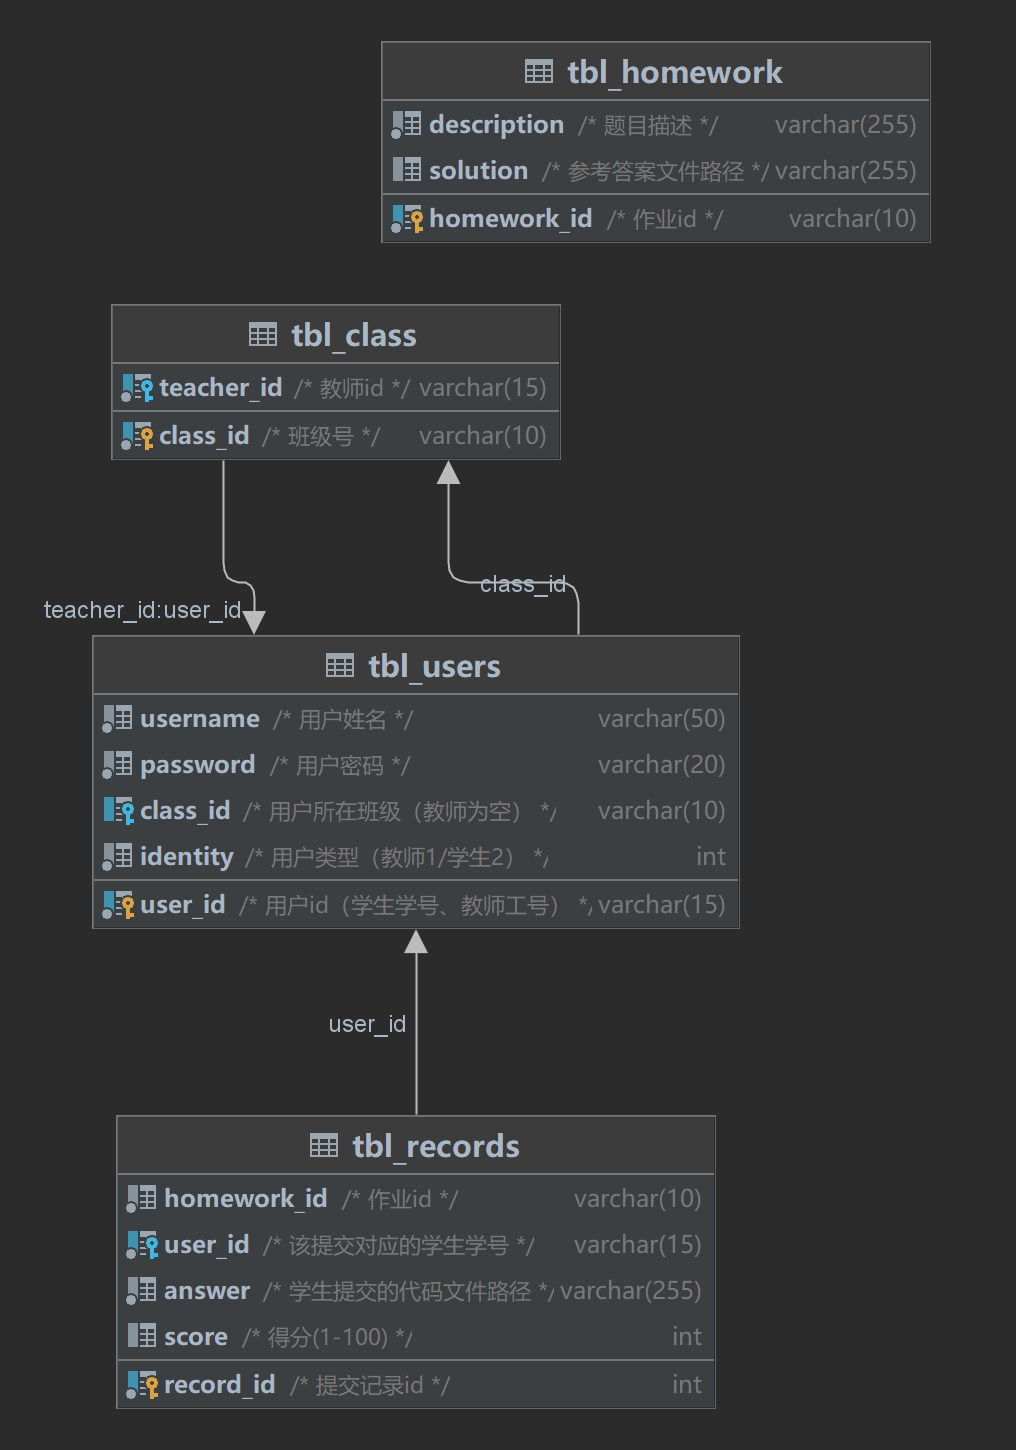 tbl_homework
description /* 题目描述 */ varchar(255)
solution /* 参考答案文件路径 */ varchar(255)
homework_id /* 作业id */ varchar(10)
tbl_class
teacher_id /* 教师id */ varchar(15)
class_id /* 班级号 */ varchar(10)
class_id
teacher_id:user_id
tbl_users
username /* 用户姓名 */ varchar(50)
password /* 用户密码 */ varchar(20)
class_id /* 用户所在班级（教师为空） */ varchar(10)
identity /* 用户类型（教师1/学生2） */ int
user_id /* 用户id（学生学号、教师工号） */ varchar(15)
user_id
tbl_records
homework_id /* 作业id */ varchar(10)
user_id /* 该提交对应的学生学号 */ varchar(15)
answer /* 学生提交的代码文件路径 */ varchar(255)
score /* 得分(1-100) */ int
record_id /* 提交记录id */ int